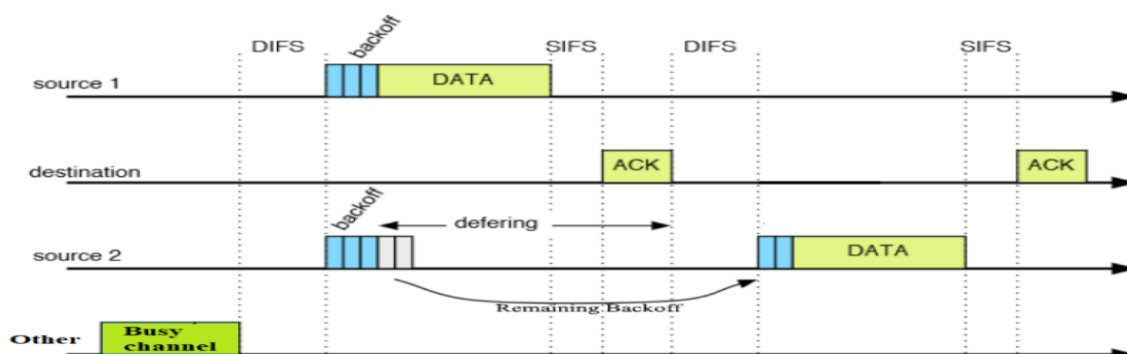 backoff
DIFS SIFS DIFS SIFS
source 1 DATA
destination ACK ACK
backoff
defering
source 2 DATA
Remaining Backoff
Other Busy
channel